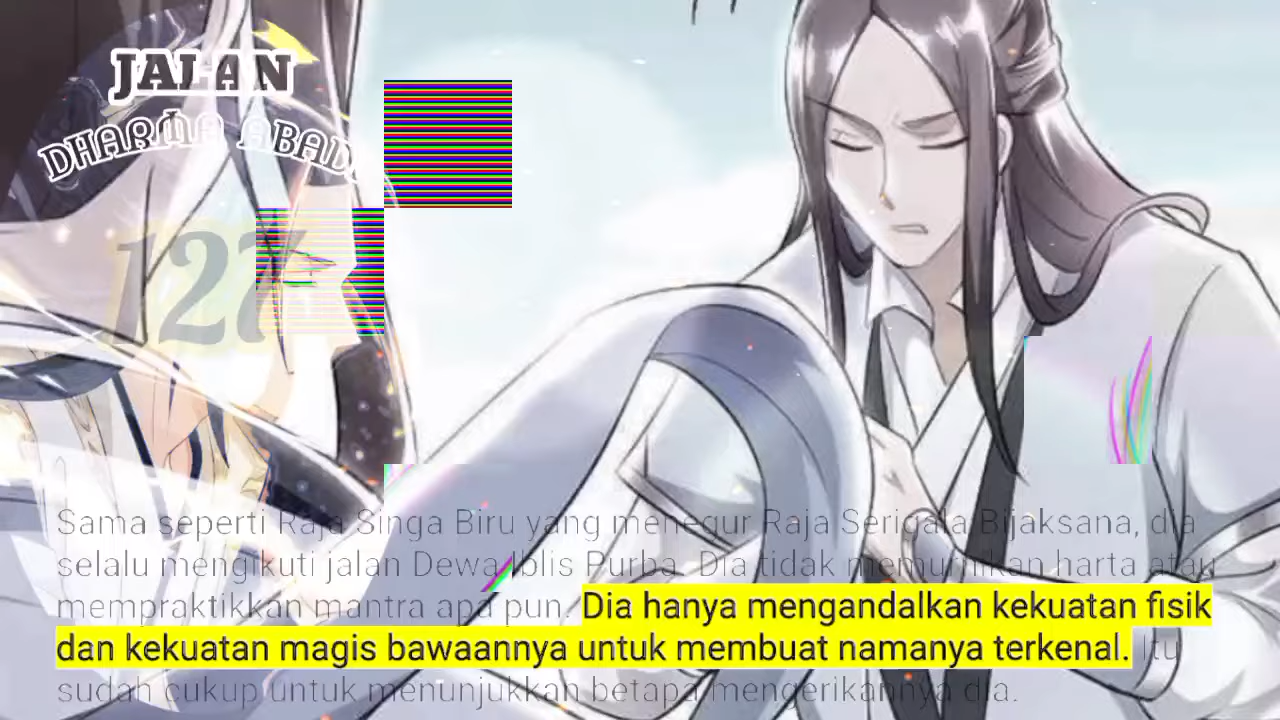 JALAN
DHARMA ABADI
127
Sama seperti Raja Singa Biru yang menegur Raja Serigala Bijaksana, dia
selalu mengikuti jalan Dewa Iblis Purba. Dia tidak memurnikan harta atau
mempraktikkan mantra apa pun. Dia hanya mengandalkan kekuatan fisik
dan kekuatan magis bawaannya untuk membuat namanya terkenal. Itu
sudah cukup untuk menunjukkan betapa mengerikannya dia.